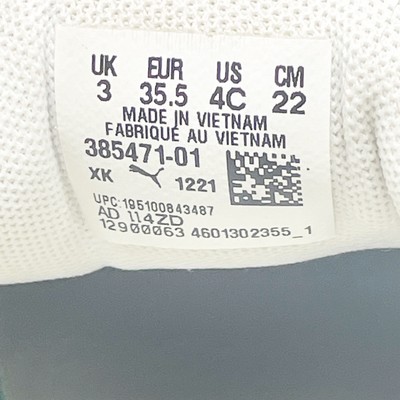 UK EUR US CM
3 35.5 4C 22
MADE IN VIETNAM
FABRIQUÉ AU VIETNAM
385471-01
XK 1221
UPC:195100843487
AD 114ZD
12900063 4601302355_1